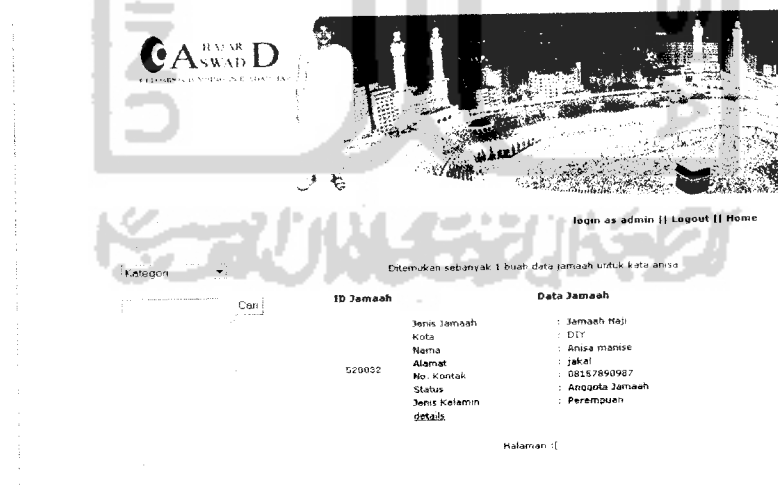 HAJAR
ASWAD
login as admin || Logout || Home
Kategori
Ditemukan sebanyak 1 buah data jamaah untuk kata anisa
Cari
ID Jamaah Data Jamaah
Jenis Jamaah : Jamaah Haji
Kota : DIY
Nama : Anisa manise
Alamat : jakal
520032
No. Kontak : 08157890987
Status : Anggota Jamaah
Jenis Kelamin : Perempuan
details
Halaman :[